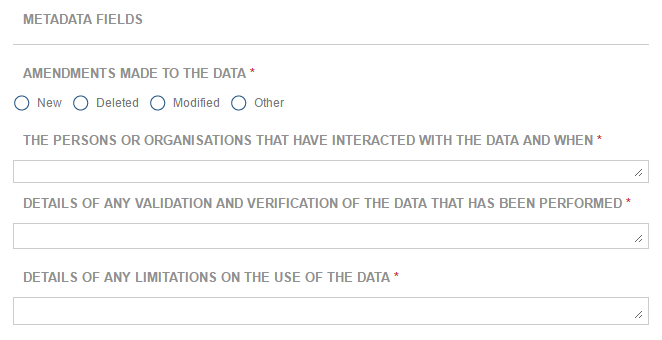 METADATA FIELDS
AMENDMENTS MADE TO THE DATA *
New Deleted Modified Other
THE PERSONS OR ORGANISATIONS THAT HAVE INTERACTED WITH THE DATA AND WHEN *
DETAILS OF ANY VALIDATION AND VERIFICATION OF THE DATA THAT HAS BEEN PERFORMED *
DETAILS OF ANY LIMITATIONS ON THE USE OF THE DATA *